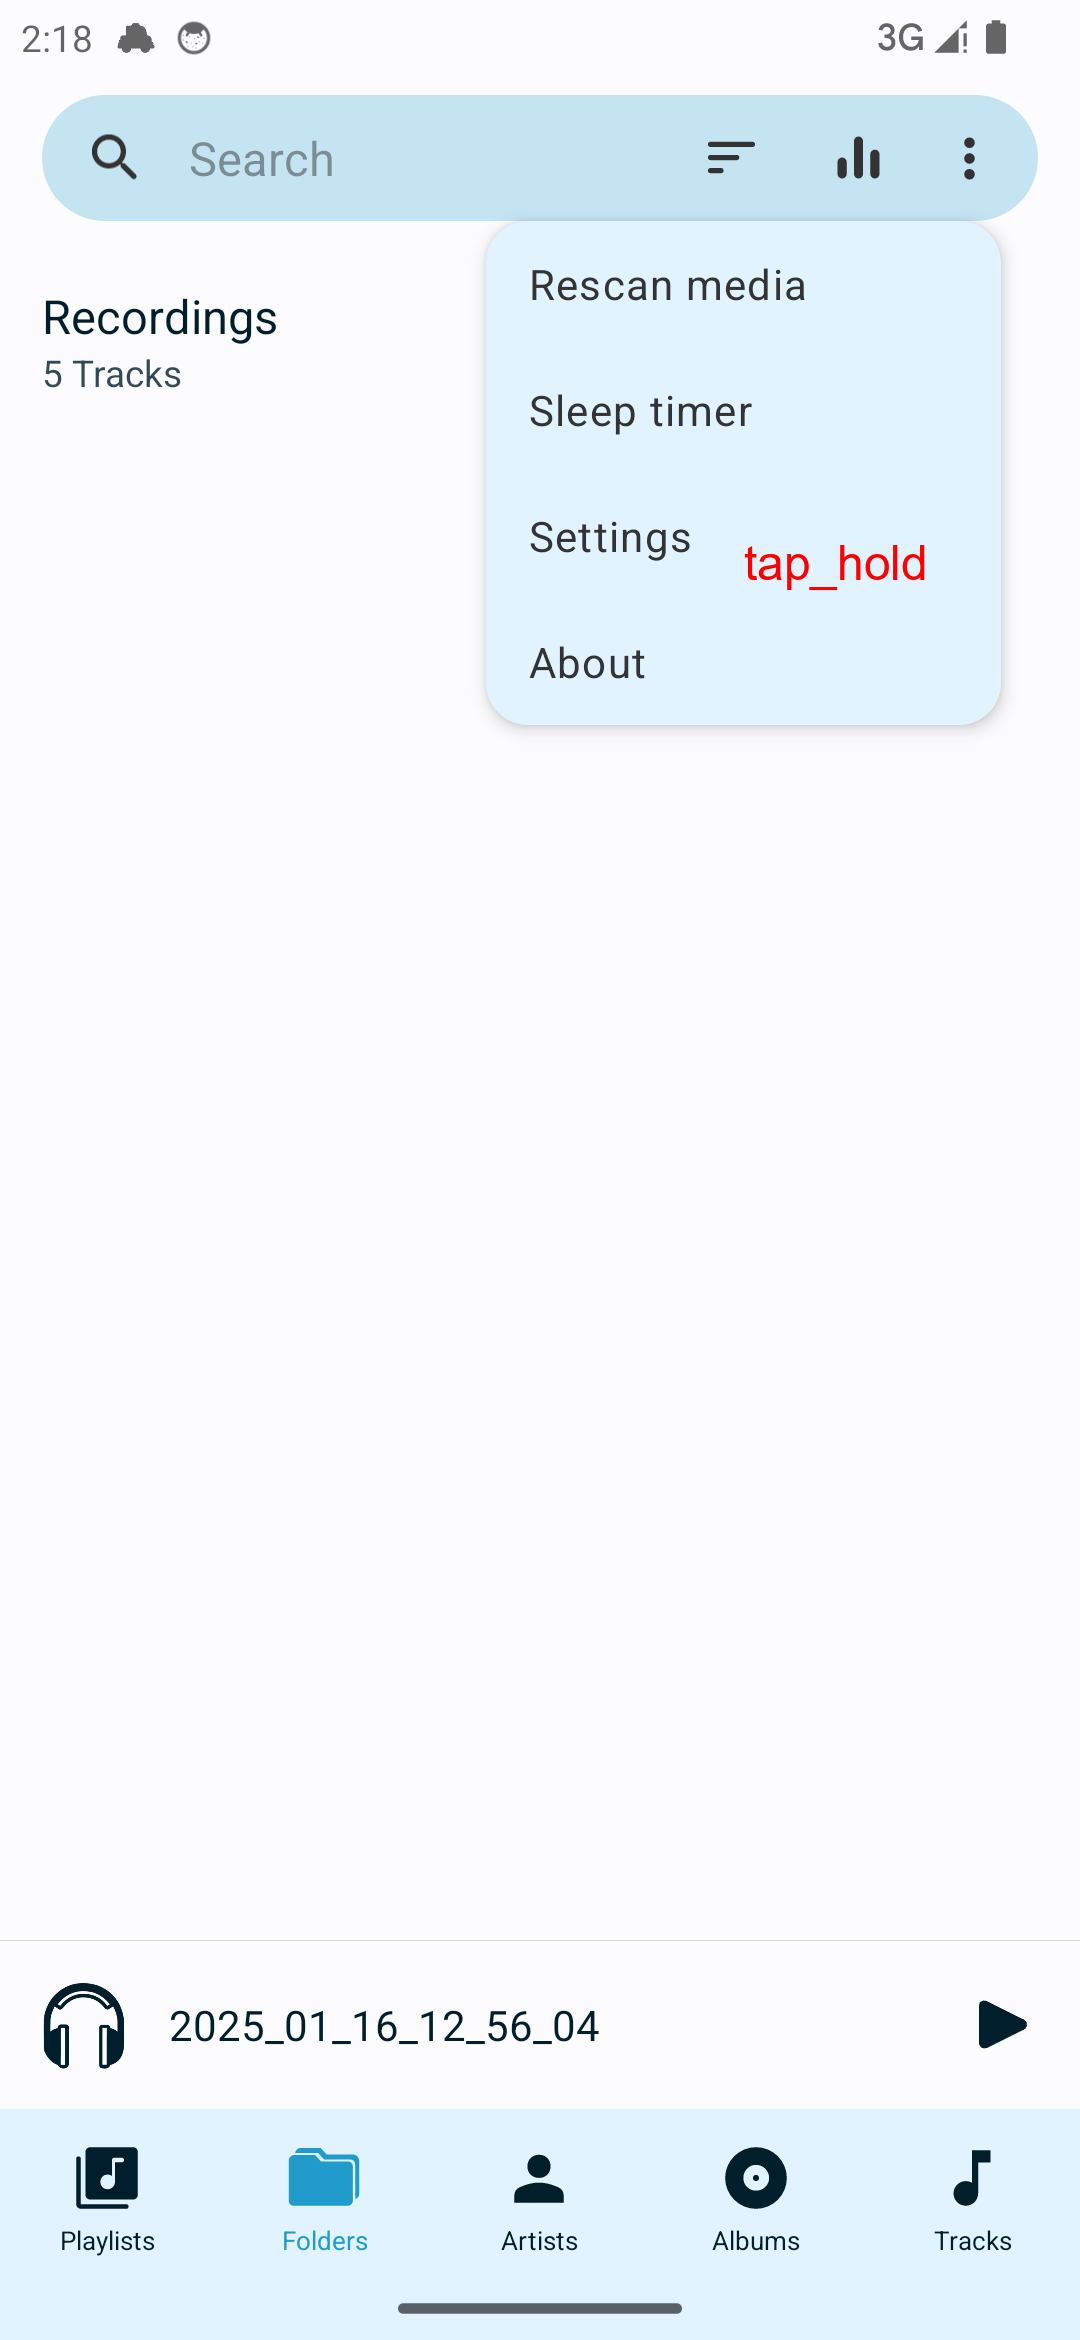 2:18
3G
Search
Rescan media
Recordings
5 Tracks
Sleep timer
Settings
tap_hold
About
2025_01_16_12_56_04
Playlists
Folders
Artists
Albums
Tracks